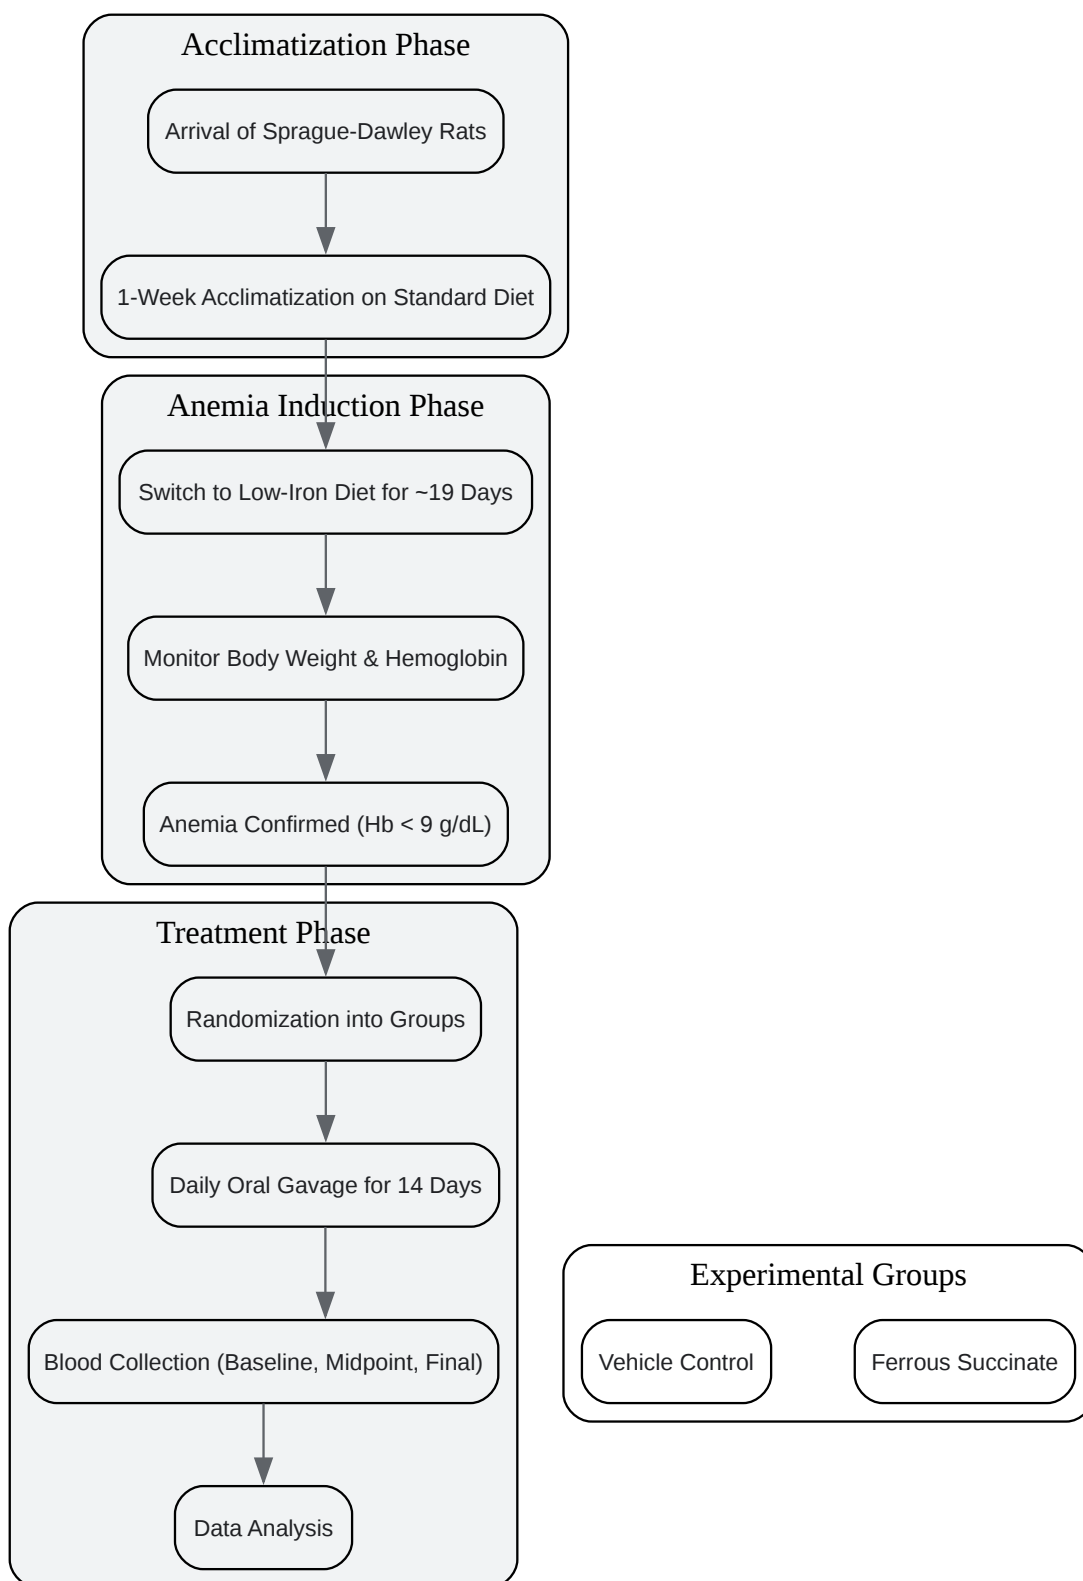 Acclimatization Phase
Arrival of Sprague-Dawley Rats
1-Week Acclimatization on Standard Diet
Anemia Induction Phase
Switch to Low-Iron Diet for ~19 Days
Monitor Body Weight & Hemoglobin
Anemia Confirmed (Hb < 9 g/dL)
Treatment Phase
Randomization into Groups
Daily Oral Gavage for 14 Days
Blood Collection (Baseline, Midpoint, Final)
Data Analysis
Experimental Groups
Vehicle Control
Ferrous Succinate